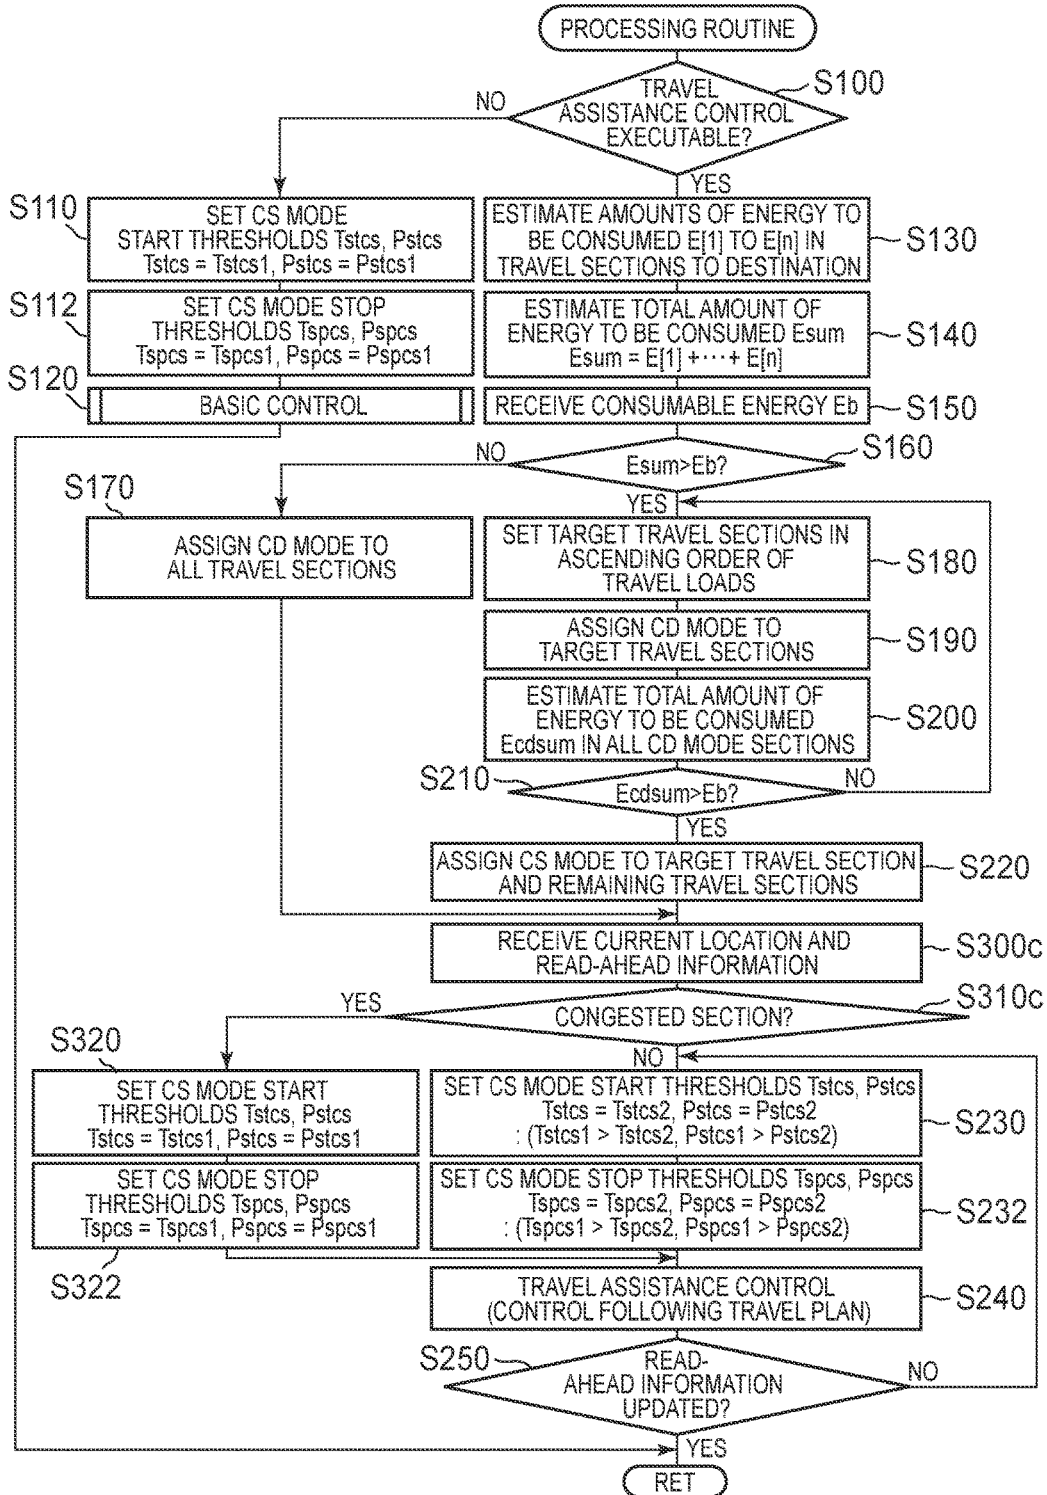 PROCESSING ROUTINE
S100
TRAVEL
ASSISTANCE CONTROL
EXECUTABLE?
NO
YES
S110
SET CS MODE
START THRESHOLDS Tstcs, Pstcs
Tstcs = Tstcs1, Pstcs = Pstcs1
ESTIMATE AMOUNTS OF ENERGY TO
BE CONSUMED E[1] TO E[n] IN
TRAVEL SECTIONS TO DESTINATION
S130
S112
SET CS MODE STOP
THRESHOLDS Tspcs, Pspcs
Tspcs = Tspcs1, Pspcs = Pspcs1
ESTIMATE TOTAL AMOUNT OF
ENERGY TO BE CONSUMED Esum
Esum = E[1] +···+ E[n]
S140
S120
BASIC CONTROL
RECEIVE CONSUMABLE ENERGY Eb
S150
NO
Esum>Eb?
S160
YES
S170
ASSIGN CD MODE TO
ALL TRAVEL SECTIONS
SET TARGET TRAVEL SECTIONS IN
ASCENDING ORDER OF
TRAVEL LOADS
S180
ASSIGN CD MODE TO
TARGET TRAVEL SECTIONS
S190
ESTIMATE TOTAL AMOUNT OF
ENERGY TO BE CONSUMED
Ecdsum IN ALL CD MODE SECTIONS
S200
S210
Ecdsum>Eb?
NO
YES
ASSIGN CS MODE TO TARGET TRAVEL SECTION
AND REMAINING TRAVEL SECTIONS
S220
RECEIVE CURRENT LOCATION AND
READ-AHEAD INFORMATION
S300c
YES
CONGESTED SECTION?
S310c
NO
S320
SET CS MODE START
THRESHOLDS Tstcs, Pstcs
Tstcs = Tstcs1, Pstcs = Pstcs1
SET CS MODE START THRESHOLDS Tstcs, Pstcs
Tstcs = Tstcs2, Pstcs = Pstcs2
: (Tstcs1 > Tstcs2, Pstcs1 > Pstcs2)
S230
SET CS MODE STOP
THRESHOLDS Tspcs, Pspcs
Tspcs = Tspcs1, Pspcs = Pspcs1
S322
SET CS MODE STOP THRESHOLDS Tspcs, Pspcs
Tspcs = Tspcs2, Pspcs = Pspcs2
: (Tspcs1 > Tspcs2, Pspcs1 > Pspcs2)
S232
TRAVEL ASSISTANCE CONTROL
(CONTROL FOLLOWING TRAVEL PLAN)
S240
S250
READ-
AHEAD INFORMATION
UPDATED?
NO
YES
RET